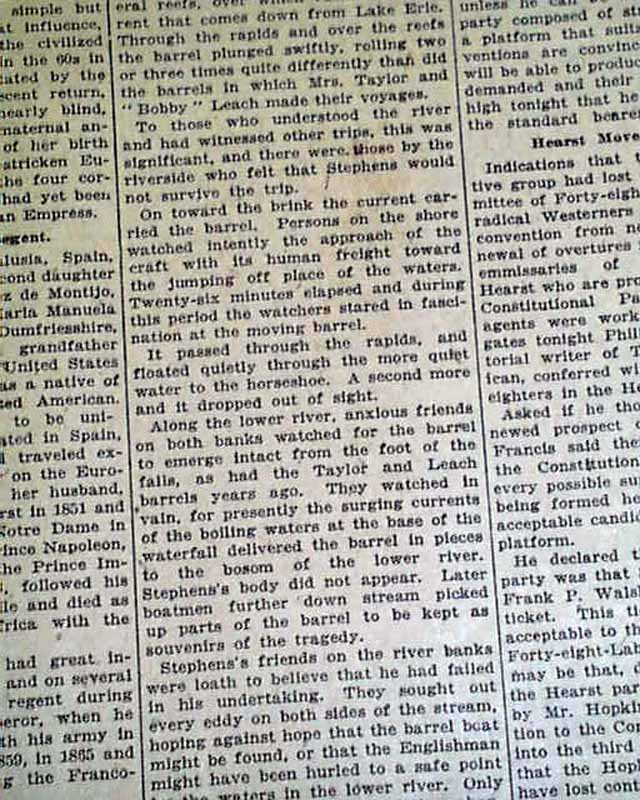 simple but
at influence,
the civilized
in the 60s in
cated by the
scent return,
nearly blind,
maternal an-
of her birth
stricken Eu-
the four cor-
had yet been
an Empress.
egent.
lusia, Spain,
cond daughter
z de Montijo,
Maria Manuela
Dumfriesshire,
grandfather
United States
as a native of
zed American.
to be uni-
ated in Spain,
d traveled ex-
on the Euro-
her husband,
rst in 1851 and
Notre Dame in
rince Napoleon,
the Prince Im-
followed his
le and died as
frica with the
had great in-
and on several
regent during
eror, when he
th his army in
859, in 1865 and
g the Franco-
eral reefs, over which
rent that comes down from Lake Erie.
Through the rapids and over the reefs
the barrel plunged swiftly, rolling two
or three times quite differently than did
the barrels in which Mrs. Taylor and
"Bobby" Leach made their voyages.
To those who understood the river
and had witnessed other trips, this was
significant, and there were those by the
riverside who felt that Stephens would
not survive the trip.
On toward the brink the current car-
ried the barrel. Persons on the shore
watched intently the approach of the
craft with its human freight toward
the jumping off place of the waters.
Twenty-six minutes elapsed and during
this period the watchers stared in fasci-
nation at the moving barrel.
It passed through the rapids, and
floated quietly through the more quiet
water to the horseshoe. A second more
and it dropped out of sight.
Along the lower river, anxious friends
on both banks watched for the barrel
to emerge intact from the foot of the
falls, as had the Taylor and Leach
barrels years ago. They watched in
vain, for presently the surging currents
of the boiling waters at the base of the
waterfall delivered the barrel in pieces
to the bosom of the lower river.
Stephens's body did not appear. Later
boatmen further down stream picked
up parts of the barrel to be kept as
souvenirs of the tragedy.
Stephens's friends on the river banks
were loath to believe that he had failed
in his undertaking. They sought out
every eddy on both sides of the stream,
hoping against hope that the barrel boat
might be found, or that the Englishman
might have been hurled to a safe point
the waters in the lower river. Only
unless he can be
party composed of
a platform that suits
ventions are convinc
will be able to produc
demanded and their
high tonight that he
the standard bearer
Hearst Move
Indications that
tive group had lost
mittee of Forty-eigh
radical Westerners
convention from ne
newal of overtures
emmissaries of
Hearst who are pro
Constitutional Pa
agents were work
gates tonight Phil
torial writer of T
ican, conferred wi
eighters in the H
Asked if he tho
newed prospect
Francis said the
the Constitution
every possible su
being formed he
acceptable candid
platform.
He declared t
party was that
Frank P. Walsh
ticket. This t
acceptable to th
Forty-eight-Lab
may be that,
the Hearst par
by Mr. Hopkin
tion to the Con
into the third
that the Hopk
have lost cont